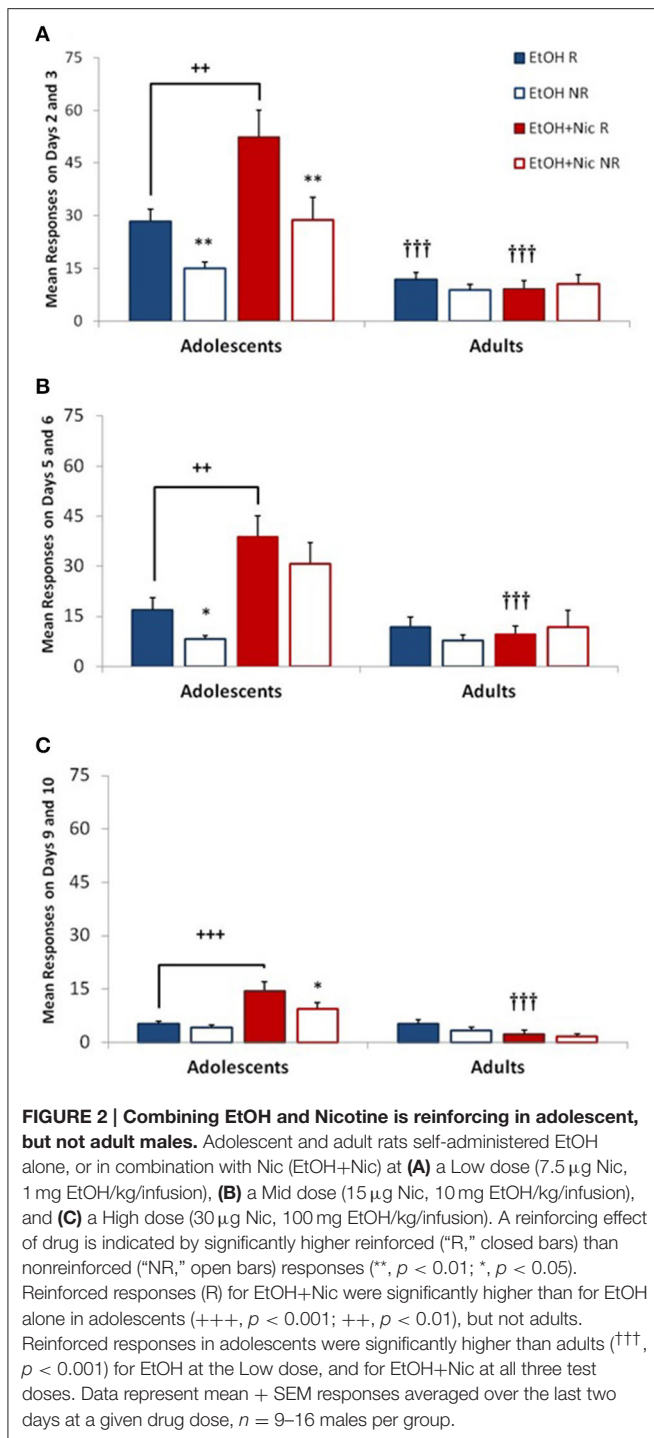 A
Mean Responses on Days 2 and 3
75
60
45
30
15
0
++
**
**
†††
†††
EtOH R
EtOH NR
EtOH+Nic R
EtOH+Nic NR
Adolescents
Adults
B
Mean Responses on Days 5 and 6
75
60
45
30
15
0
++
*
†††
Adolescents
Adults
C
Mean Responses on Days 9 and 10
75
60
45
30
15
0
+++
*
†††
Adolescents
Adults
FIGURE 2 | Combining EtOH and Nicotine is reinforcing in adolescent,
but not adult males. Adolescent and adult rats self-administered EtOH
alone, or in combination with Nic (EtOH+Nic) at (A) a Low dose (7.5 μg Nic,
1 mg EtOH/kg/infusion), (B) a Mid dose (15 μg Nic, 10 mg EtOH/kg/infusion),
and (C) a High dose (30 μg Nic, 100 mg EtOH/kg/infusion). A reinforcing effect
of drug is indicated by significantly higher reinforced (“R,” closed bars) than
nonreinforced (“NR,” open bars) responses (**, p < 0.01; *, p < 0.05).
Reinforced responses (R) for EtOH+Nic were significantly higher than for EtOH
alone in adolescents (+++, p < 0.001; ++, p < 0.01), but not adults.
Reinforced responses in adolescents were significantly higher than adults (†††,
p < 0.001) for EtOH at the Low dose, and for EtOH+Nic at all three test
doses. Data represent mean + SEM responses averaged over the last two
days at a given drug dose, n = 9–16 males per group.